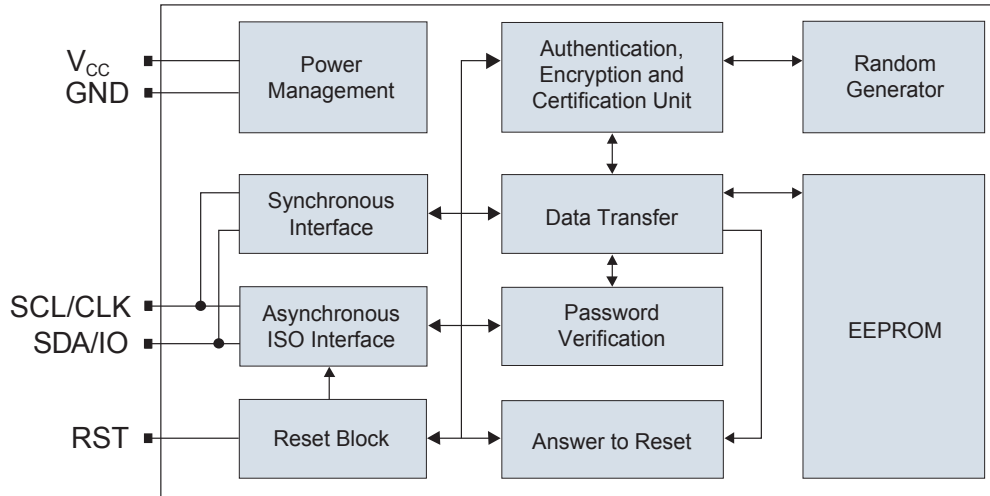 VCC
GND
SCL/CLK
SDA/IO
RST
Power
Management
Authentication,
Encryption and
Certification Unit
Random
Generator
Synchronous
Interface
Data Transfer
EEPROM
Asynchronous
ISO Interface
Password
Verification
Reset Block
Answer to Reset